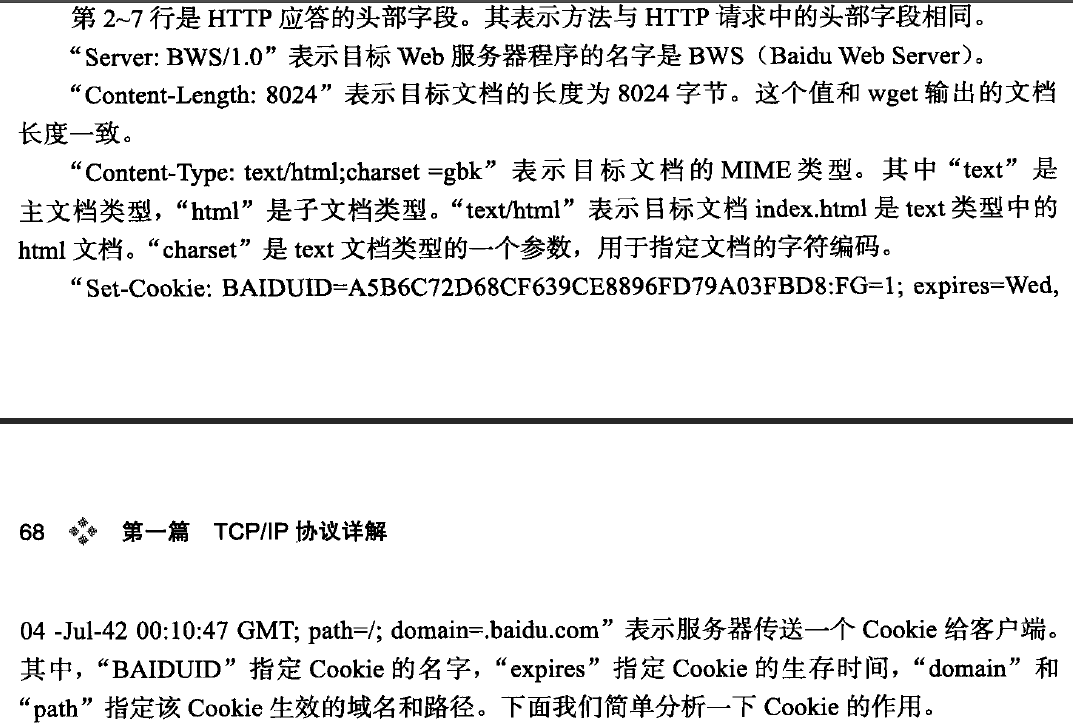 第 2~7 行是 HTTP 应答的头部字段。其表示方法与 HTTP 请求中的头部字段相同。
“Server: BWS/1.0”表示目标 Web 服务器程序的名字是 BWS（Baidu Web Server）。
“Content-Length: 8024”表示目标文档的长度为 8024 字节。这个值和 wget 输出的文档
长度一致。
“Content-Type: text/html;charset =gbk”表示目标文档的 MIME 类型。其中“text”是
主文档类型，“html”是子文档类型。“text/html”表示目标文档 index.html 是 text 类型中的
html 文档。“charset”是 text 文档类型的一个参数，用于指定文档的字符编码。
“Set-Cookie: BAIDUID=A5B6C72D68CF639CE8896FD79A03FBD8:FG=1; expires=Wed,
68 第一篇 TCP/IP 协议详解
04 -Jul-42 00:10:47 GMT; path=/; domain=.baidu.com”表示服务器传送一个 Cookie 给客户端。
其中，“BAIDUID”指定 Cookie 的名字，“expires”指定 Cookie 的生存时间，“domain”和
“path”指定该 Cookie 生效的域名和路径。下面我们简单分析一下 Cookie 的作用。